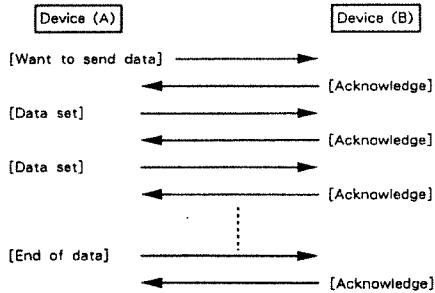 Device (A) Device (B)
[Want to send data]
[Acknowledge]
[Data set]
[Acknowledge]
[Data set]
[Acknowledge]
[End of data]
[Acknowledge]